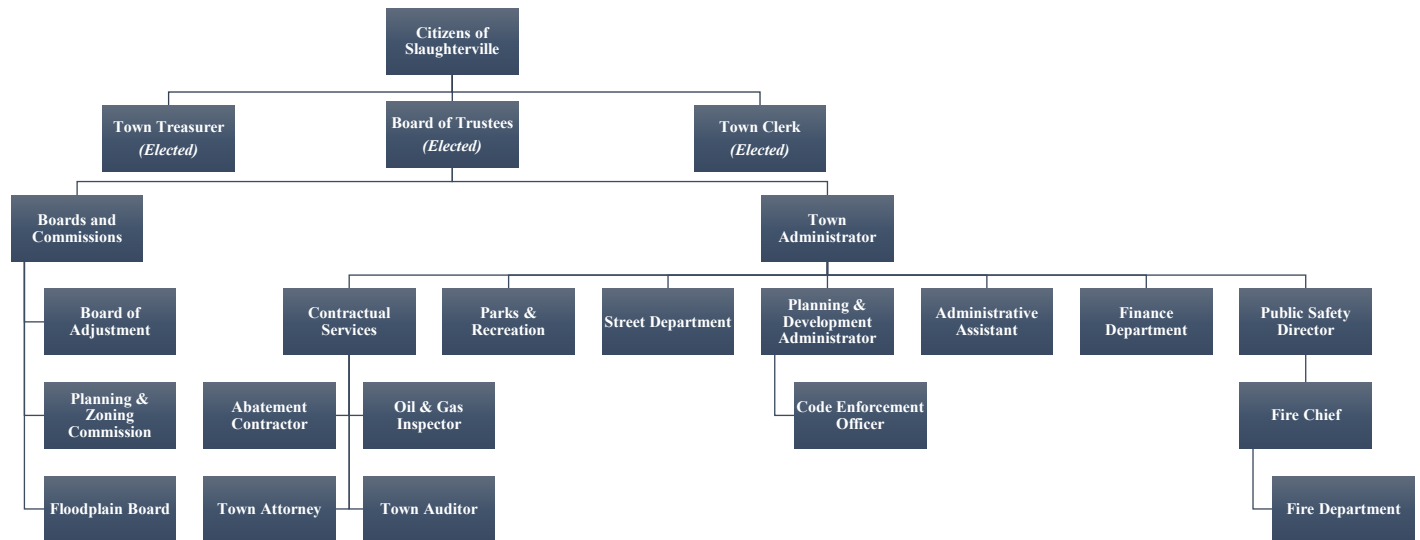 Citizens of
Slaughterville
Town Treasurer
(Elected)
Board of Trustees
(Elected)
Town Clerk
(Elected)
Boards and
Commissions
Town
Administrator
Board of
Adjustment
Contractual
Services
Parks &
Recreation
Street Department
Planning &
Development
Administrator
Administrative
Assistant
Finance
Department
Public Safety
Director
Planning &
Zoning
Commission
Abatement
Contractor
Oil & Gas
Inspector
Code Enforcement
Officer
Fire Chief
Floodplain Board
Town Attorney
Town Auditor
Fire Department